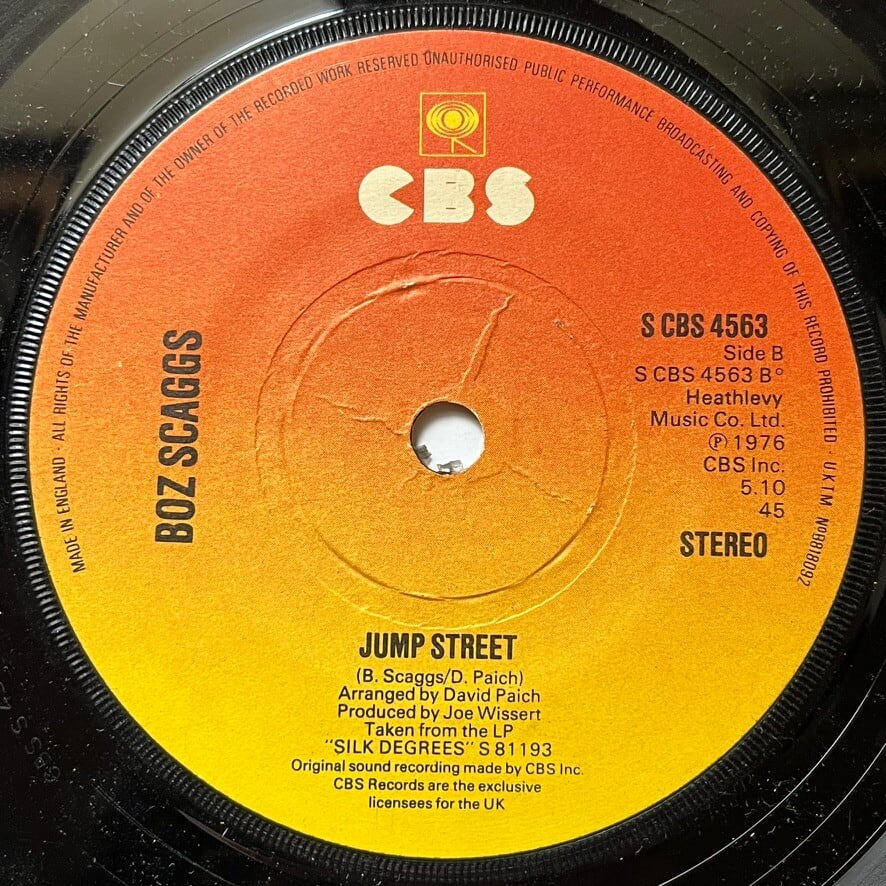 MADE IN ENGLAND · ALL RIGHTS OF THE MANUFACTURER AND OF THE OWNER OF THE RECORDED WORK RESERVED UNAUTHORISED PUBLIC PERFORMANCE BROADCASTING AND COPYING OF THIS RECORD PROHIBITED · UKTM Nº8818092
CBS
BOZ SCAGGS
S CBS 4563
Side B
S CBS 4563 B°
Heathlevy
Music Co. Ltd.
℗ 1976
CBS Inc.
5.10
45
STEREO
JUMP STREET
(B. Scaggs/D. Paich)
Arranged by David Paich
Produced by Joe Wissert
Taken from the LP
"SILK DEGREES" S 81193
Original sound recording made by CBS Inc.
CBS Records are the exclusive
licensees for the UK